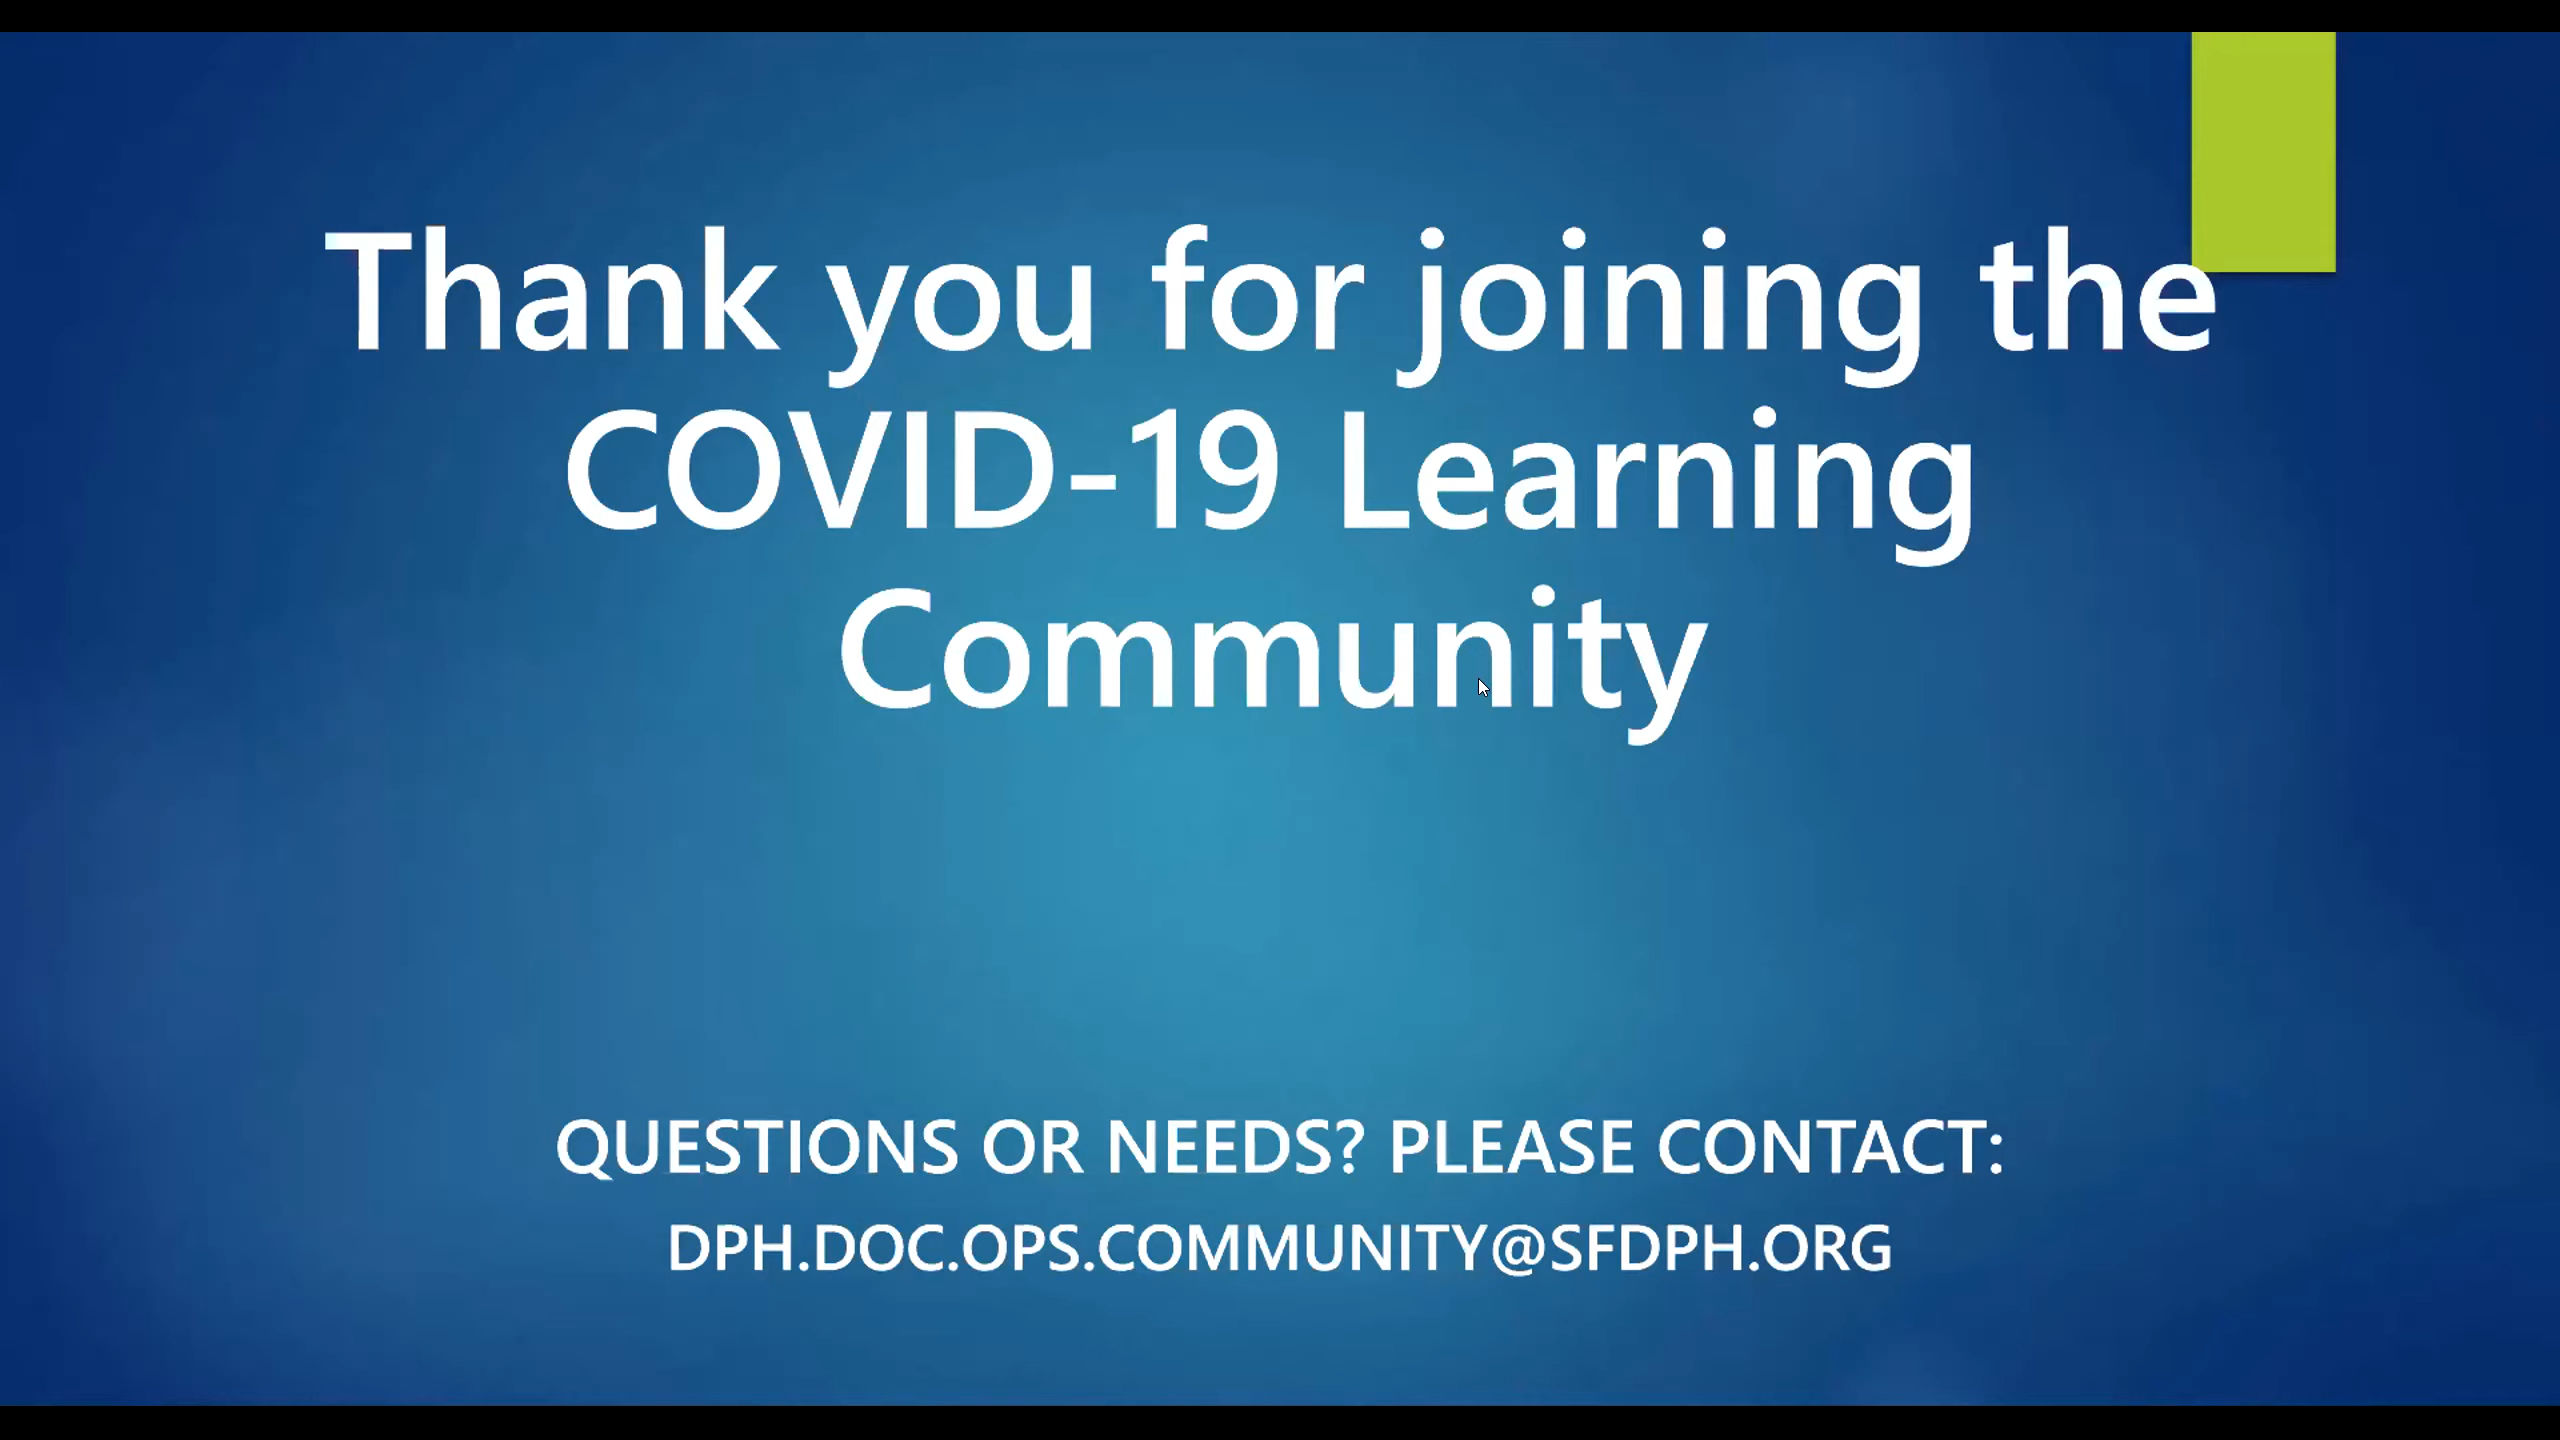 Thank you for joining the
COVID-19 Learning
Community
QUESTIONS OR NEEDS? PLEASE CONTACT:
DPH.DOC.OPS.COMMUNITY@SFDPH.ORG